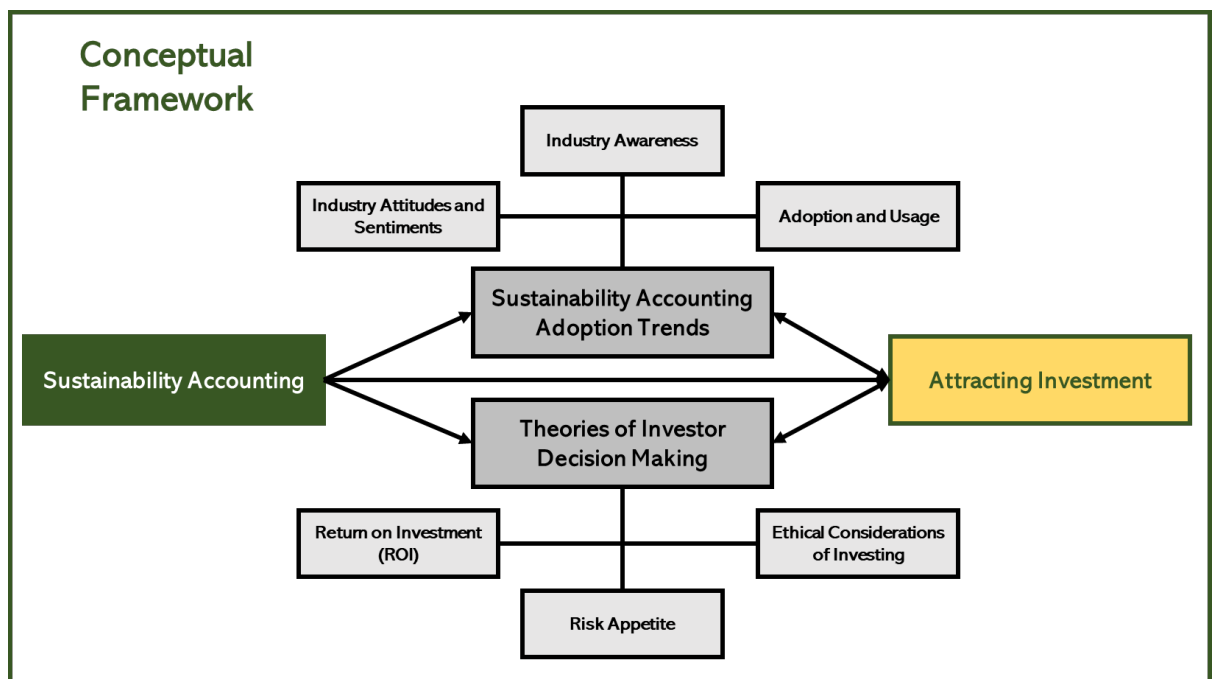 Conceptual
Framework
Industry Awareness
Industry Attitudes and
Sentiments
Adoption and Usage
Sustainability Accounting
Adoption Trends
Sustainability Accounting
Attracting Investment
Theories of Investor
Decision Making
Return on Investment
(ROI)
Ethical Considerations
of Investing
Risk Appetite